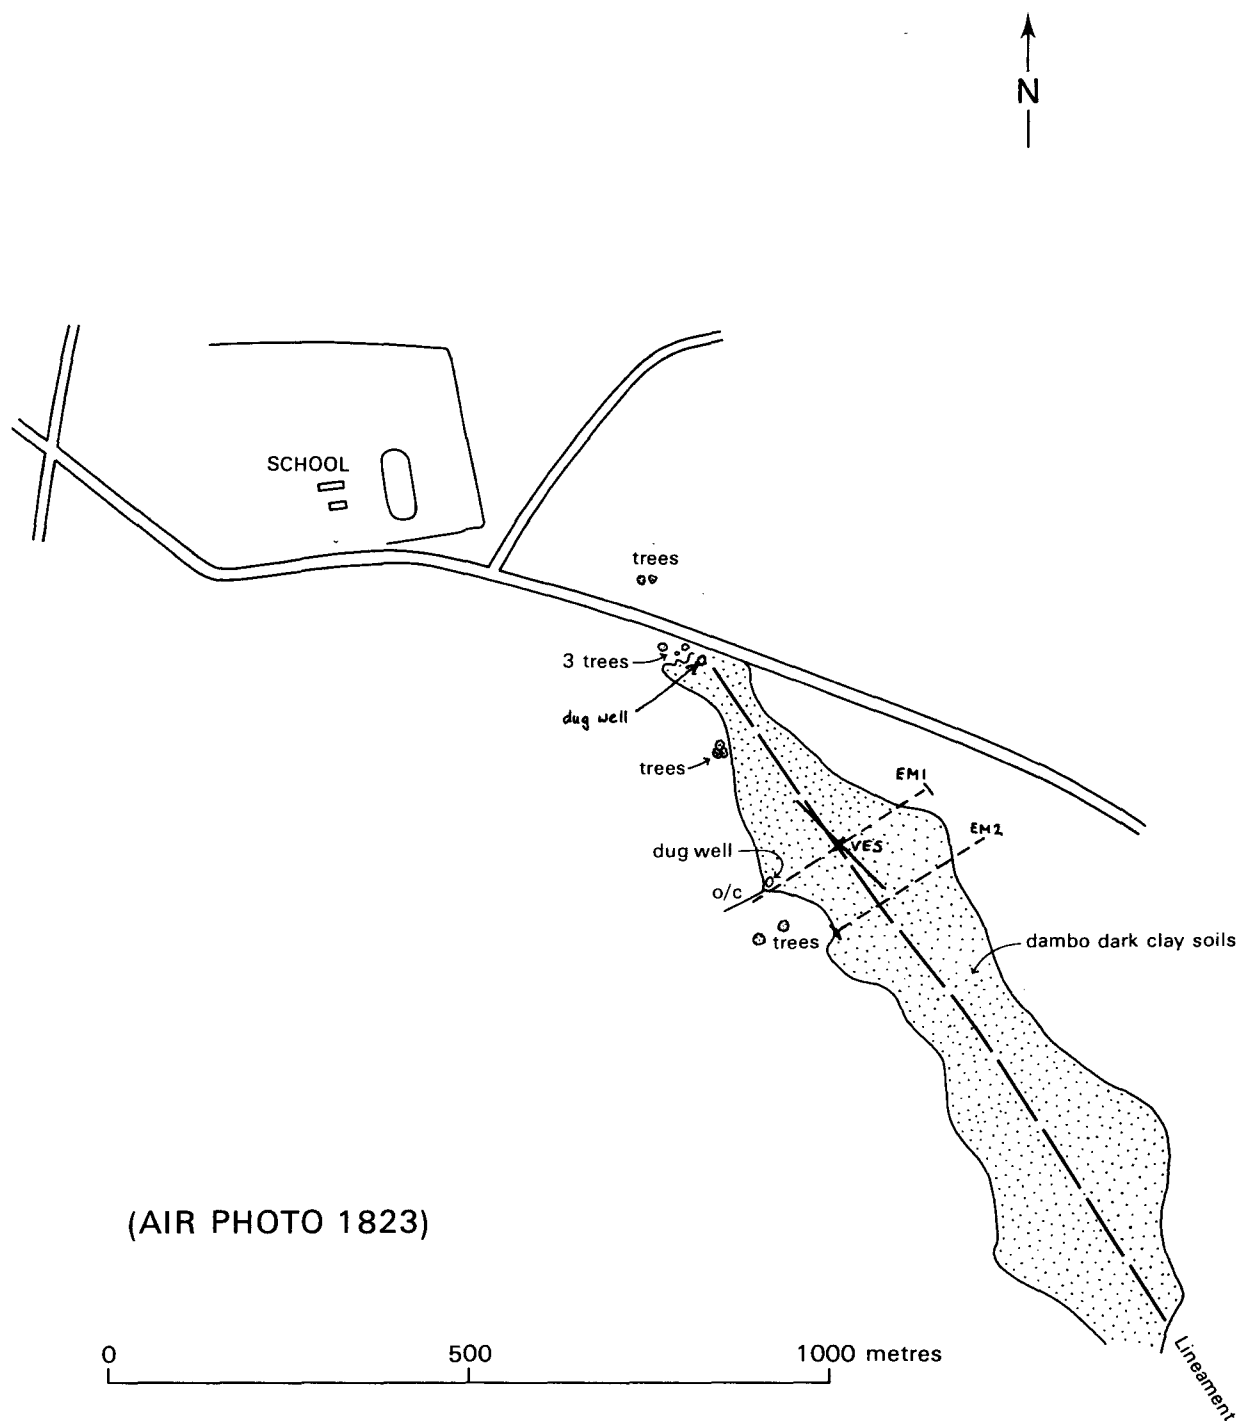 N
SCHOOL
trees
3 trees
dug well
trees
EM1
EM2
VES
dug well
o/c
trees
dambo dark clay soils
(AIR PHOTO 1823)
0 500 1000 metres
Lineament